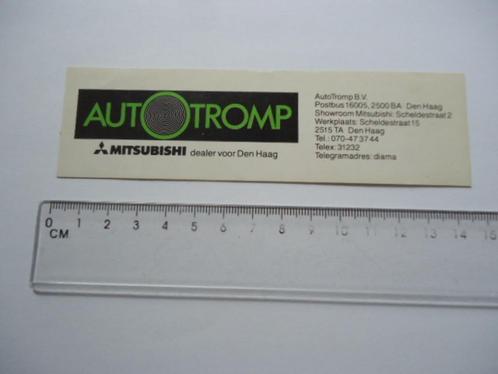 AUTOTROMP
MITSUBISHI dealer voor Den Haag
AutoTromp B.V.
Postbus 16005, 2500 BA Den Haag
Showroom Mitsubishi: Scheldestraat 2
Werkplaats: Scheldestraat 15
2515 TA Den Haag
Tel.: 070-47 37 44
Telex: 31232
Telegramadres: diama
0 1 2 3 4 5 6 7 8 9 10 11 12 13 14 15
CM